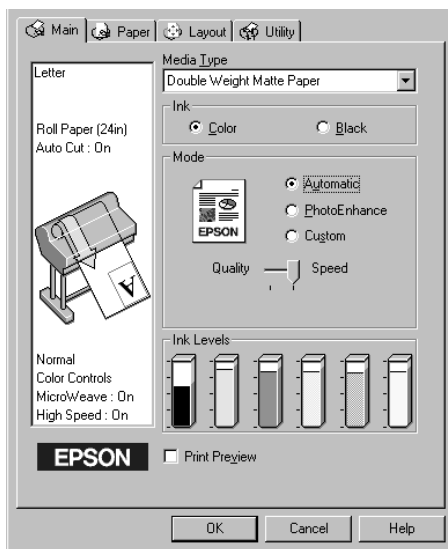 Main Paper Layout Utility
Letter
Roll Paper (24in)
Auto Cut : On
A
Normal
Color Controls
MicroWeave : On
High Speed : On
EPSON
Media Type
Double Weight Matte Paper
Ink
Color Black
Mode
EPSON
Automatic
PhotoEnhance
Custom
Quality Speed
Ink Levels
Print Preview
OK Cancel Help